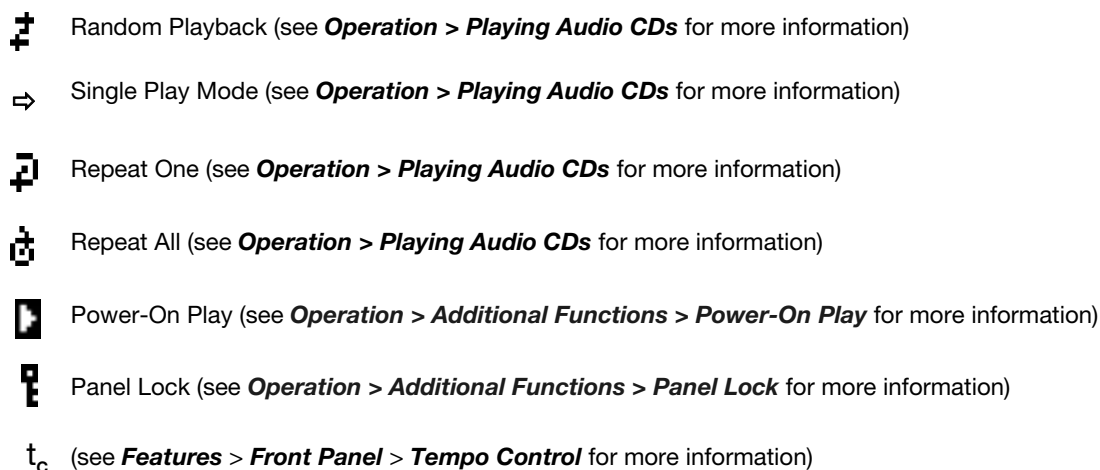 Random Playback (see Operation > Playing Audio CDs for more information)
Single Play Mode (see Operation > Playing Audio CDs for more information)
Repeat One (see Operation > Playing Audio CDs for more information)
Repeat All (see Operation > Playing Audio CDs for more information)
Power-On Play (see Operation > Additional Functions > Power-On Play for more information)
Panel Lock (see Operation > Additional Functions > Panel Lock for more information)
tc (see Features > Front Panel > Tempo Control for more information)